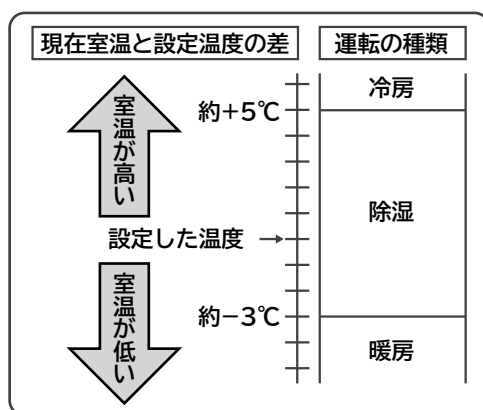 現在室温と設定温度の差
運転の種類
室温が高い
約+5℃
設定した温度
約−3℃
室温が低い
冷房
除湿
暖房